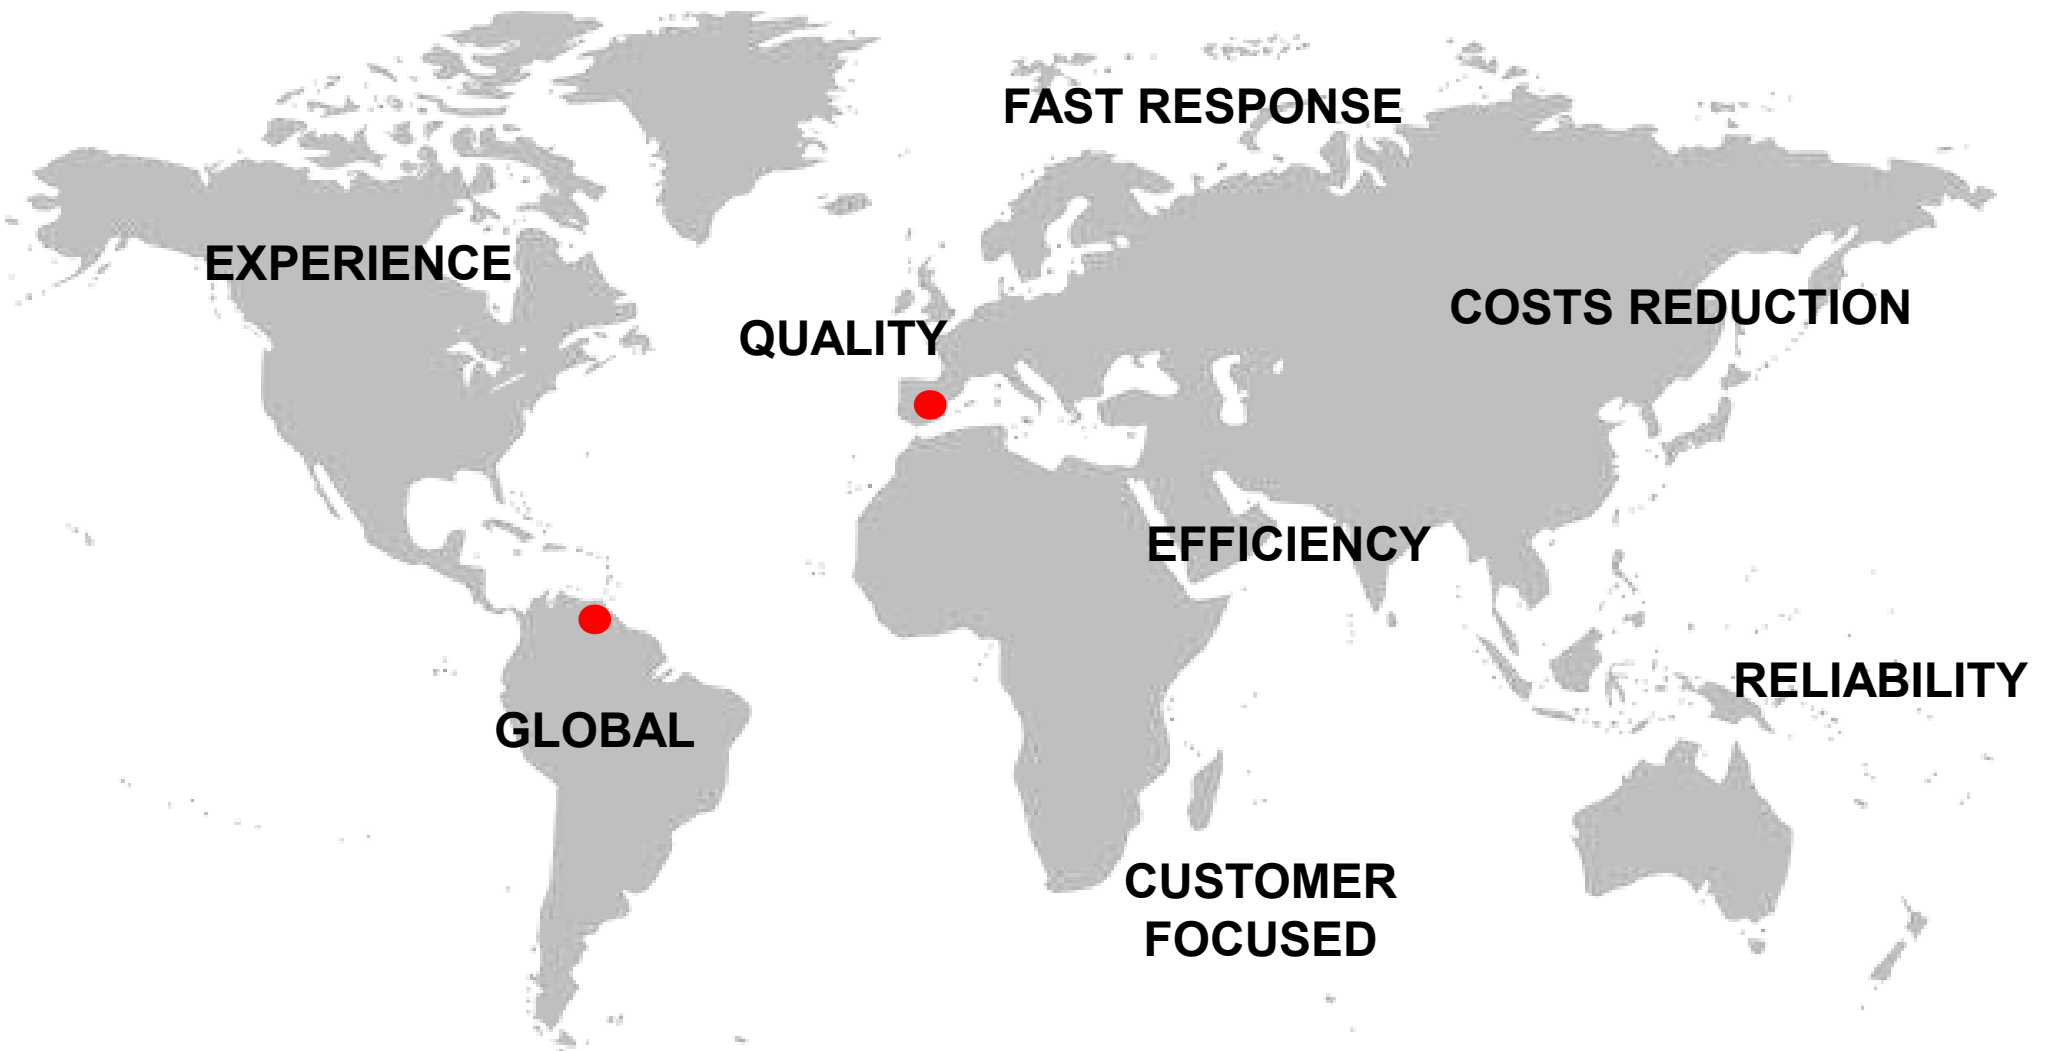 FAST RESPONSE
EXPERIENCE
COSTS REDUCTION
QUALITY
EFFICIENCY
RELIABILITY
GLOBAL
CUSTOMER
FOCUSED